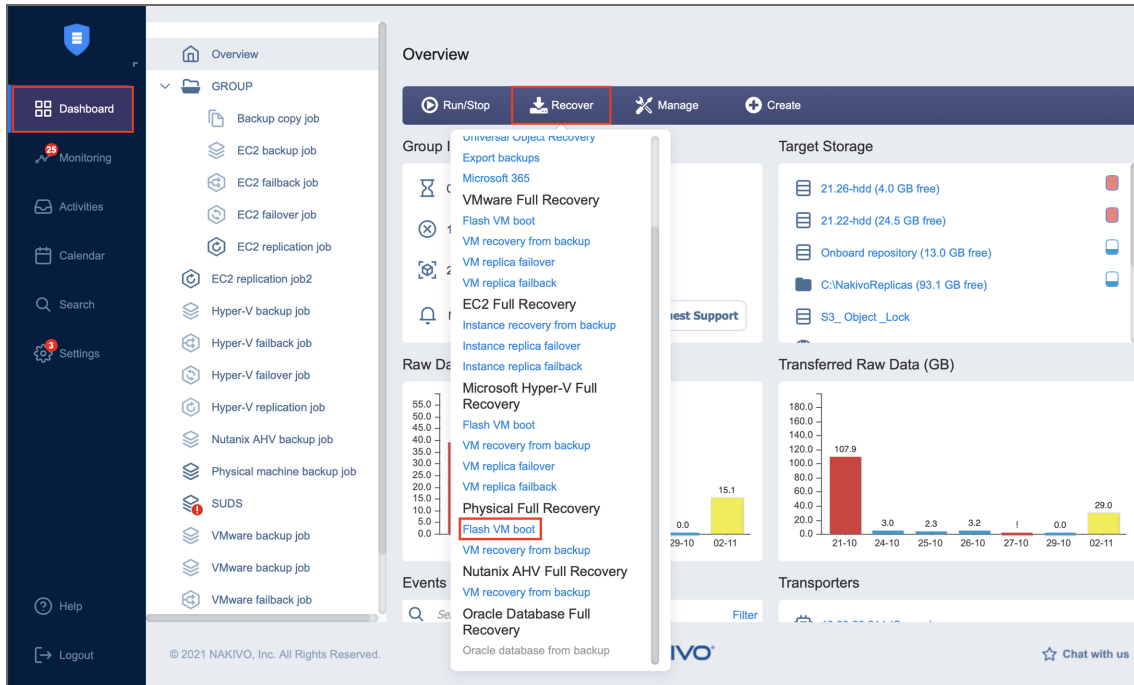 Dashboard
25
Monitoring
Activities
Calendar
Search
3
Settings
Help
Logout
Overview
GROUP
Backup copy job
EC2 backup job
EC2 failback job
EC2 failover job
EC2 replication job
EC2 replication job2
Hyper-V backup job
Hyper-V failback job
Hyper-V failover job
Hyper-V replication job
Nutanix AHV backup job
Physical machine backup job
SUDS
VMware backup job
VMware backup job
VMware failback job
© 2021 NAKIVO, Inc. All Rights Reserved.
Overview
Run/Stop
Recover
Manage
Create
Group I
Universal Object Recovery
Export backups
Microsoft 365
VMware Full Recovery
Flash VM boot
VM recovery from backup
VM replica failover
VM replica failback
EC2 Full Recovery
Instance recovery from backup
Instance replica failover
Instance replica failback
Microsoft Hyper-V Full
Recovery
Flash VM boot
VM recovery from backup
VM replica failover
VM replica failback
Physical Full Recovery
Flash VM boot
VM recovery from backup
Nutanix AHV Full Recovery
VM recovery from backup
Oracle Database Full
Recovery
Oracle database from backup
est Support
Raw Da
55.0
50.0
45.0
40.0
35.0
30.0
25.0
20.0
15.0
10.0
5.0
0.0
0.0
15.1
29-10 02-11
Events
Filter
IVO
Target Storage
21.26-hdd (4.0 GB free)
21.22-hdd (24.5 GB free)
Onboard repository (13.0 GB free)
C:\NakivoReplicas (93.1 GB free)
S3_ Object _Lock
Transferred Raw Data (GB)
180.0
160.0
140.0
120.0
100.0
80.0
60.0
40.0
20.0
0.0
107.9
3.0
2.3
3.2
!
0.0
29.0
21-10 24-10 25-10 26-10 27-10 29-10 02-11
Transporters
Chat with us